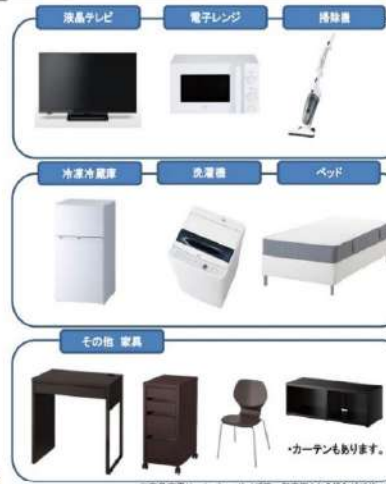 液晶テレビ
電子レンジ
掃除機
冷凍冷蔵庫
洗濯機
ベッド
その他 家具
・カーテンもあります。